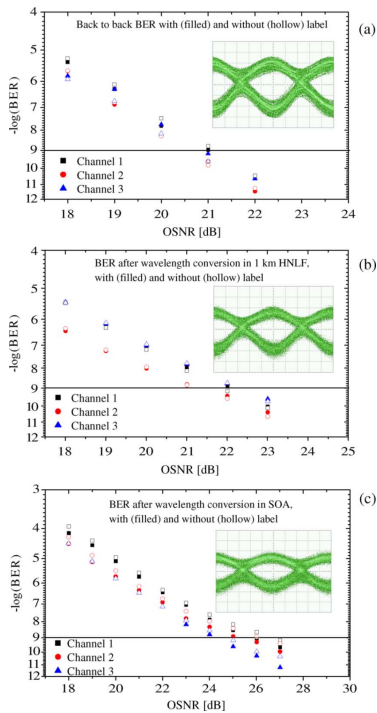 (a)
Back to back BER with (filled) and without (hollow) label
4
5
6
7
8
9
10
11
12
-log(BER)
Channel 1
Channel 2
Channel 3
18 19 20 21 22 23 24
OSNR [dB]
(b)
BER after wavelength conversion in 1 km HNLF,
with (filled) and without (hollow) label
4
5
6
7
8
9
10
11
12
-log(BER)
Channel 1
Channel 2
Channel 3
18 19 20 21 22 23 24 25
OSNR [dB]
(c)
BER after wavelength conversion in SOA,
with (filled) and without (hollow) label
3
4
5
6
7
8
9
10
11
12
-log(BER)
Channel 1
Channel 2
Channel 3
18 20 22 24 26 28 30
OSNR [dB]